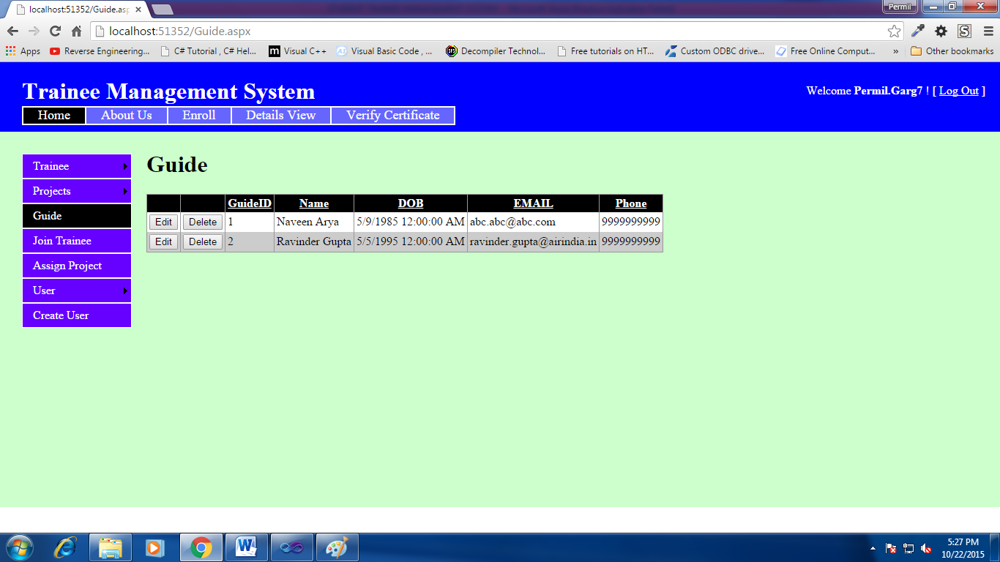 localhost:51352/Guide.asp
Permil
localhost:51352/Guide.aspx
Apps
Reverse Engineering...
C# Tutorial , C# Hel...
m
Visual C++
Visual Basic Code , ...
Decompiler Technol...
Free tutorials on HT...
Custom ODBC drive...
Free Online Comput...
»
Other bookmarks
Trainee Management System
Welcome Permil.Garg7 ! [ Log Out ]
Home About Us Enroll Details View Verify Certificate
Trainee
Projects
Guide
Join Trainee
Assign Project
User
Create User
Guide
GuideID Name DOB EMAIL Phone
Edit Delete 1 Naveen Arya 5/9/1985 12:00:00 AM abc.abc@abc.com 9999999999
Edit Delete 2 Ravinder Gupta 5/5/1995 12:00:00 AM ravinder.gupta@airindia.in 9999999999
5:27 PM
10/22/2015